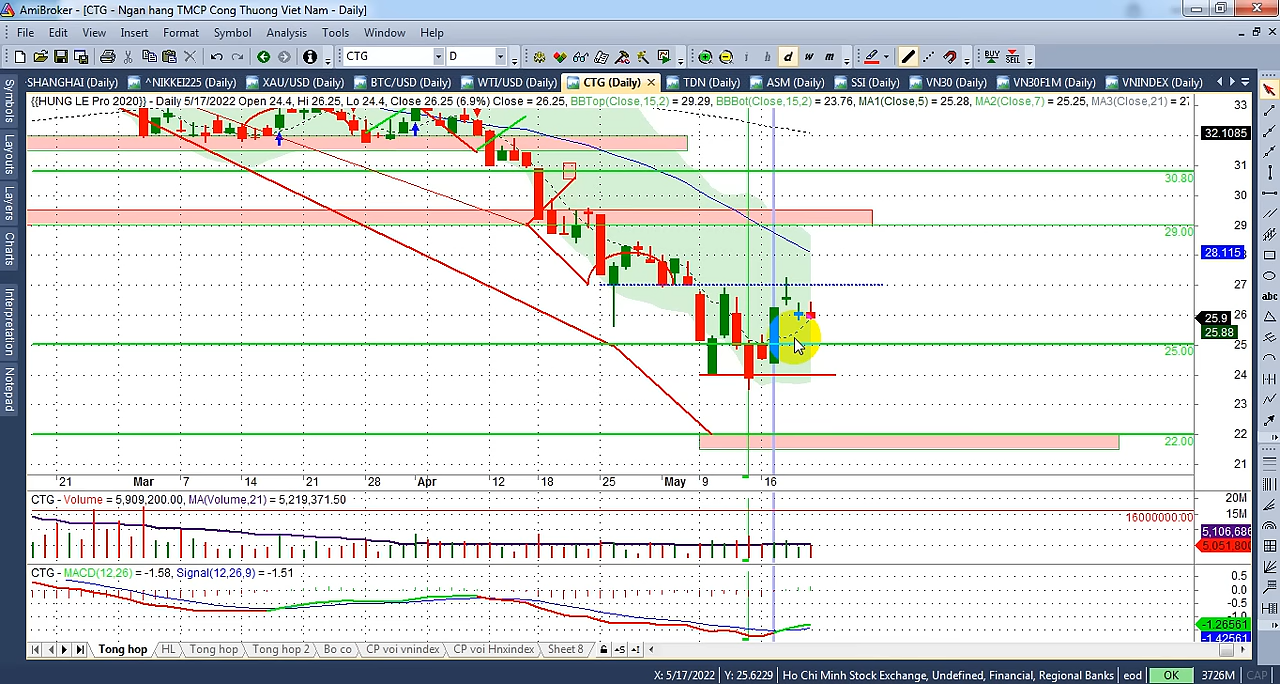 AmiBroker - [CTG - Ngan hang TMCP Cong Thuong Viet Nam - Daily]
File Edit View Insert Format Symbol Analysis Tools Window Help
CTG D i h d w m BUY SELL
SHANGHAI (Daily) ^NIKKEI225 (Daily) XAU/USD (Daily) BTC/USD (Daily) WTI/USD (Daily) CTG (Daily) TDN (Daily) ASM (Daily) SSI (Daily) VN30 (Daily) VN30F1M (Daily) VNINDEX (Daily)
{{HUNG LE Pro 2020}} - Daily 5/17/2022 Open 24.4, Hi 26.25, Lo 24.4, Close 26.25 (6.9%) Close = 26.25, BBTop(Close,15,2) = 29.29, BBBot(Close,15,2) = 23.76, MA1(Close,5) = 25.28, MA2(Close,7) = 25.25, MA3(Close,21) = 27
Symbols
Layouts
Layers
Charts
Interpretation
Notepad
abc
33
32.1085
31
30.80
30
29
29.00
28.115
27
26
25.9
25.88
25
25.00
24
23
22
22.00
21
21 Mar 7 14 21 28 Apr 12 18 25 May 9 16
CTG - Volume = 5,909,200.00, MA(Volume,21) = 5,219,371.50
20M
15M
16000000.00
5,106,686
5,051,800
CTG - MACD(12,26) = -1.58, Signal(12,26,9) = -1.51
0.5
0.0
-0.5
-1.0
-1.26561
-1.42561
Tong hop HL Tong hop Tong hop 2 Bo co CP voi vnindex CP voi Hnxindex Sheet 8
X: 5/17/2022 Y: 25.6229 Ho Chi Minh Stock Exchange, Undefined, Financial, Regional Banks eod OK 3726M CAP